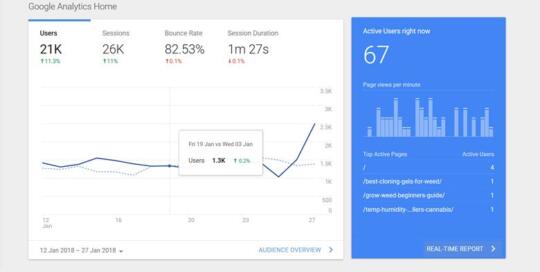 Google Analytics Home
Users
21K
↑11.3%
Sessions
26K
↑11%
Bounce Rate
82.53%
↑0.1%
Session Duration
1m 27s
↓0.1%
3.5K
3K
2.5K
2K
1.5K
1K
500
0
Fri 19 Jan vs Wed 03 Jan
Users 1.3K ↑ 0.2%
12
Jan
16
20
23
27
12 Jan 2018 – 27 Jan 2018
AUDIENCE OVERVIEW
Active Users right now
67
Page views per minute
Top Active Pages Active Users
/ 4
/best-cloning-gels-for-weed/ 1
/grow-weed-beginners-guide/ 1
/temp-humidity-...llers-cannabis/ 1
REAL-TIME REPORT